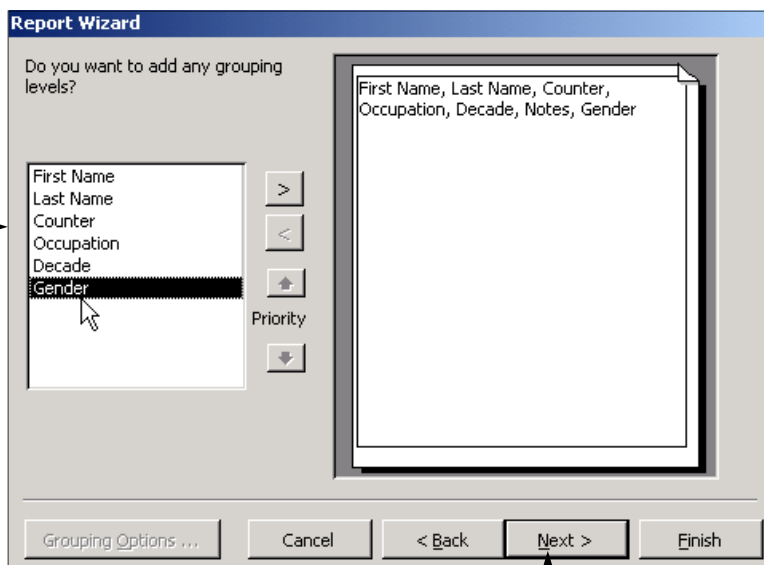 Report Wizard
Do you want to add any grouping
levels?
First Name
Last Name
Counter
Occupation
Decade
Gender
>
<
Priority
First Name, Last Name, Counter,
Occupation, Decade, Notes, Gender
Grouping Options ...
Cancel
< Back
Next >
Finish